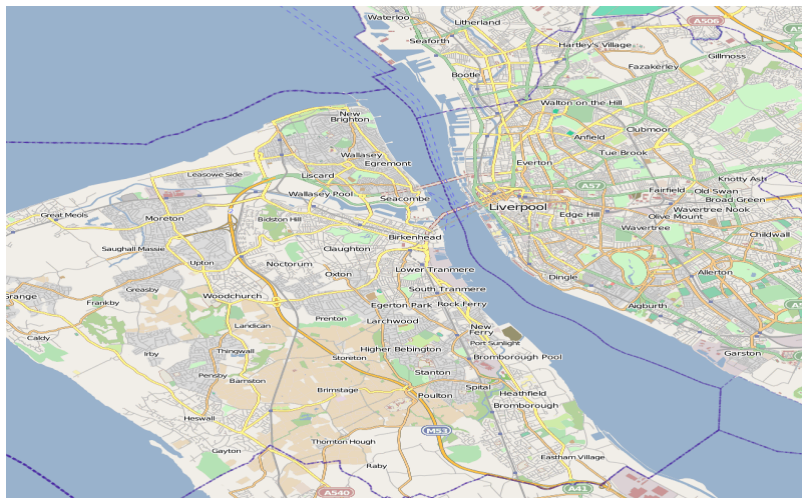 Waterloo
Litherland
A506
Seaforth
Hartley's Village
Gillmoss
Fazakerley
Bootle
Walton on the Hill
New
Brighton
Clubmoor
Anfield
Tue Brook
Wallasey
Egremont
Everton
Leasowe Side
Liscard
Knotty Ash
A57
Fairfield
Old Swan
Wallasey Pool
Seacombe
Broad Green
Liverpool
Wavertree Nook
Great Meols
Moreton
Bidston Hill
Edge Hill
Olive Mount
Wavertree
Childwall
Birkenhead
Saughall Massie
Claughton
Upton
Noctorum
Lower Tranmere
Oxton
Allerton
Dingle
Greasby
South Tranmere
Woodchurch
Frankby
Egerton Park
Rock Ferry
Aigburth
Prenton
Larchwood
Landican
New
Ferry
Caldy
Port Sunlight
Irby
Thingwall
Higher Bebington
Garston
Storeton
Bromborough Pool
Pensby
Stanton
Barnston
Spital
Brimstage
Poulton
Heathfield
Bromborough
Heswall
M53
Thornton Hough
Gayton
Eastham Village
Raby
A540
A41